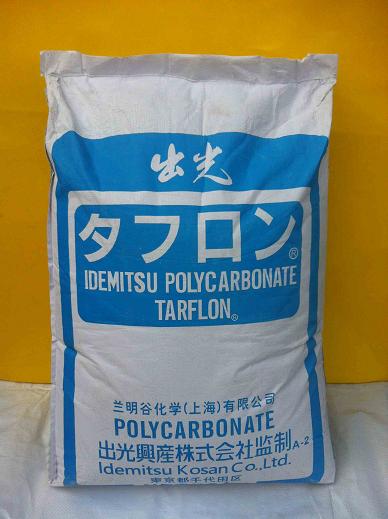 出光
タフロン®
IDEMITSU POLYCARBONATE
TARFLON®
兰明谷化学(上海)有限公司
POLYCARBONATE
出光興産株式会社监制A-2
Idemitsu Kosan Co.,Ltd.
東京都千代田区